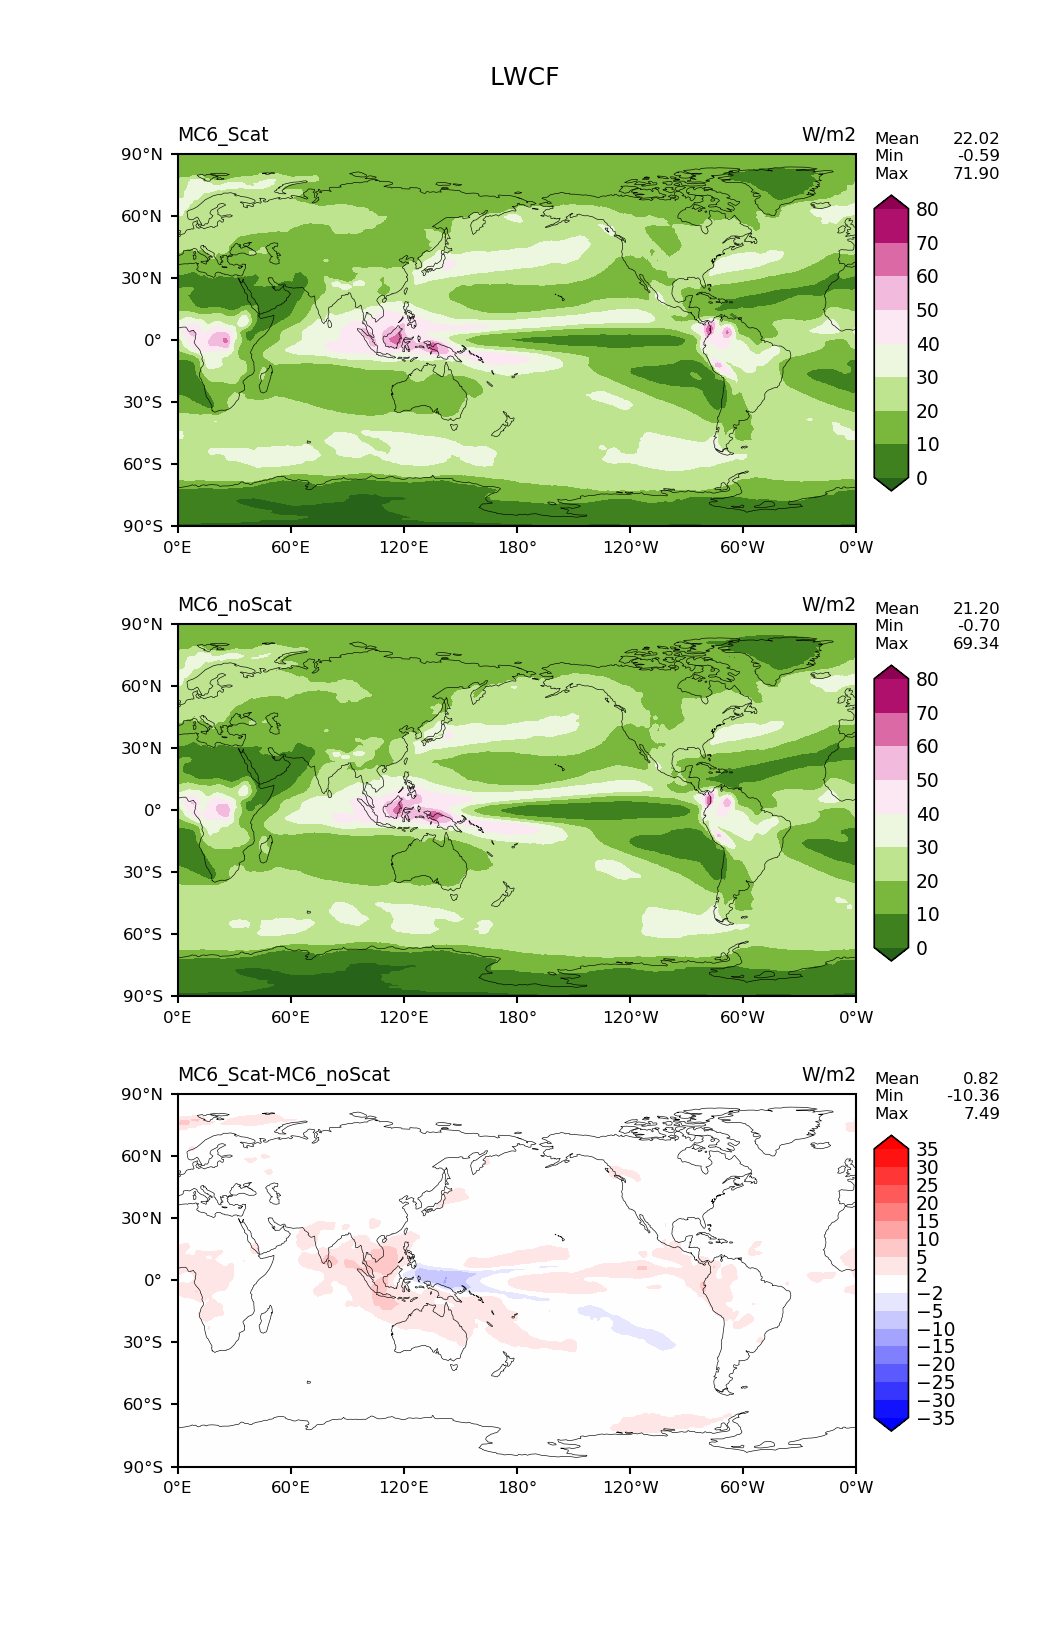 LWCF
MC6_Scat W/m2
Mean 22.02
Min -0.59
Max 71.90
90°N
60°N
30°N
0°
30°S
60°S
90°S
0°E 60°E 120°E 180° 120°W 60°W 0°W
80
70
60
50
40
30
20
10
0
MC6_noScat W/m2
Mean 21.20
Min -0.70
Max 69.34
90°N
60°N
30°N
0°
30°S
60°S
90°S
0°E 60°E 120°E 180° 120°W 60°W 0°W
80
70
60
50
40
30
20
10
0
MC6_Scat-MC6_noScat W/m2
Mean 0.82
Min -10.36
Max 7.49
90°N
60°N
30°N
0°
30°S
60°S
90°S
0°E 60°E 120°E 180° 120°W 60°W 0°W
35
30
25
20
15
10
5
2
−2
−5
−10
−15
−20
−25
−30
−35